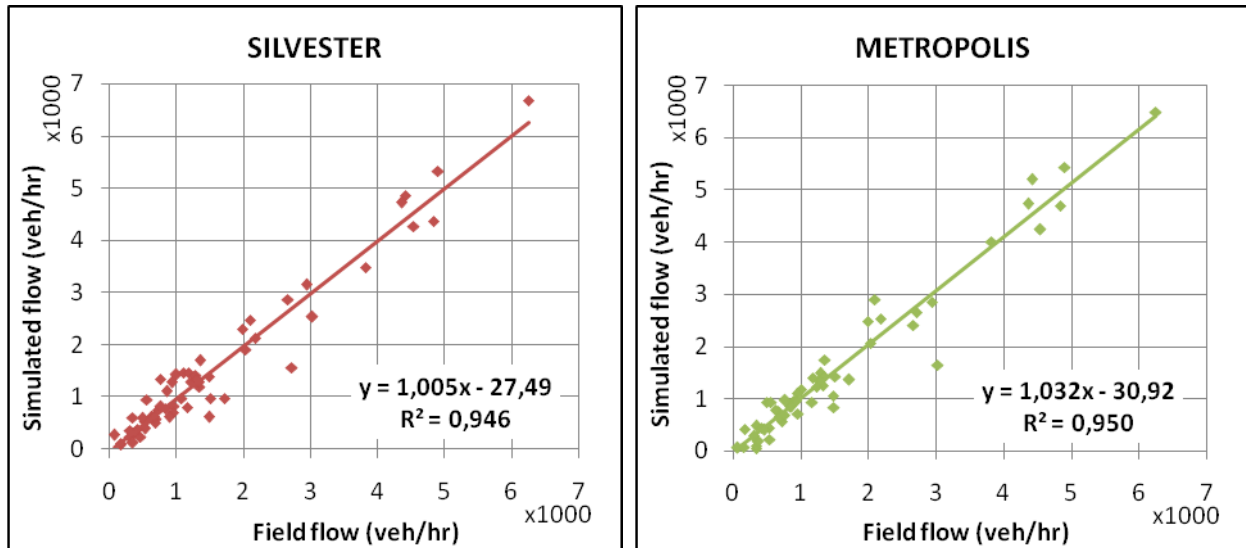 SILVESTER
x1000
Simulated flow (veh/hr)
7
6
5
4
3
2
1
0
y = 1,005x - 27,49
R² = 0,946
0 1 2 3 4 5 6 7
x1000
Field flow (veh/hr)
METROPOLIS
x1000
Simulated flow (veh/hr)
7
6
5
4
3
2
1
0
y = 1,032x - 30,92
R² = 0,950
0 1 2 3 4 5 6 7
x1000
Field flow (veh/hr)